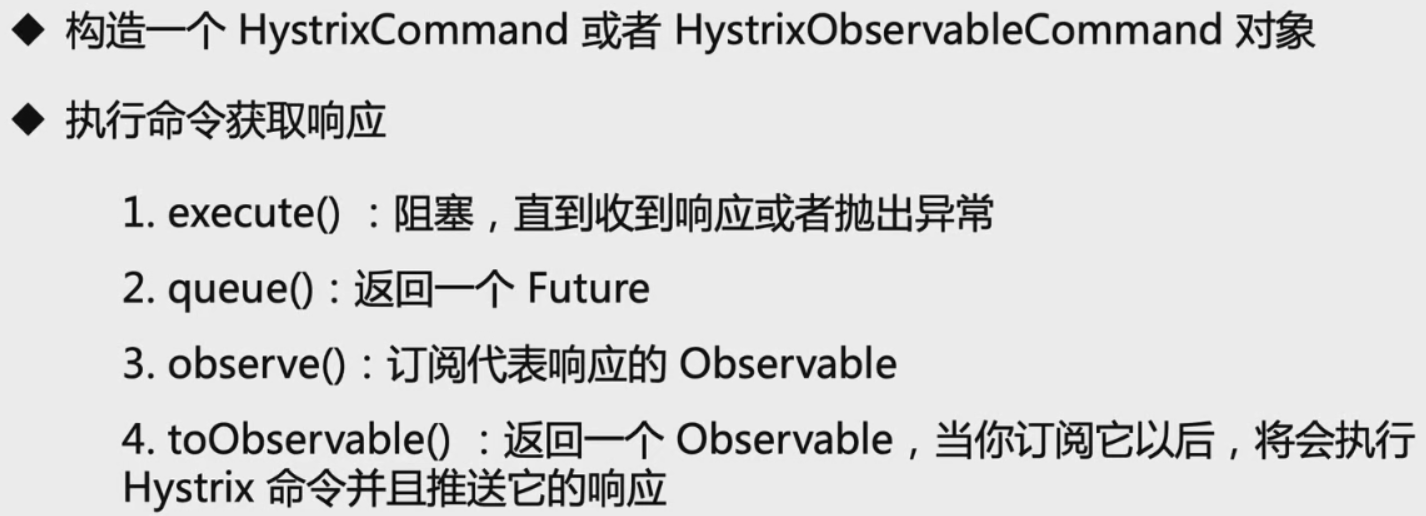 ◆ 构造一个 HystrixCommand 或者 HystrixObservableCommand 对象
◆ 执行命令获取响应
1. execute() ：阻塞，直到收到响应或者抛出异常
2. queue()：返回一个 Future
3. observe()：订阅代表响应的 Observable
4. toObservable() ：返回一个 Observable，当你订阅它以后，将会执行
Hystrix 命令并且推送它的响应